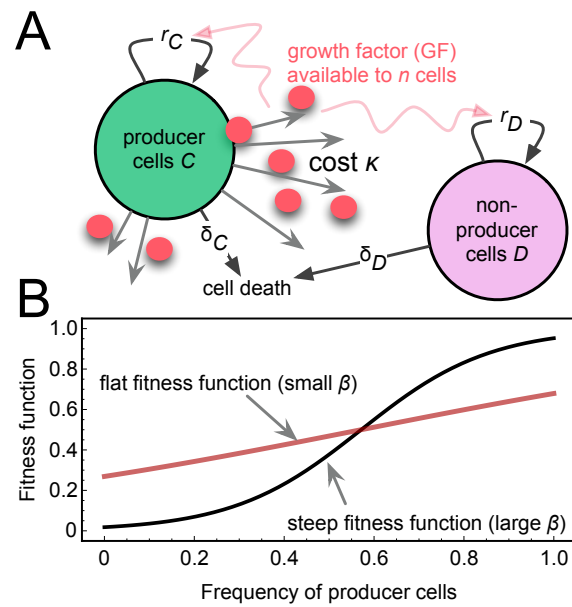 A
r_C
growth factor (GF)
available to n cells
r_D
producer
cells C
cost κ
non-
producer
cells D
δ_C
δ_D
cell death
B
1.0
0.8
0.6
0.4
0.2
0
Fitness function
flat fitness function (small β)
steep fitness function (large β)
0
0.2
0.4
0.6
0.8
1.0
Frequency of producer cells